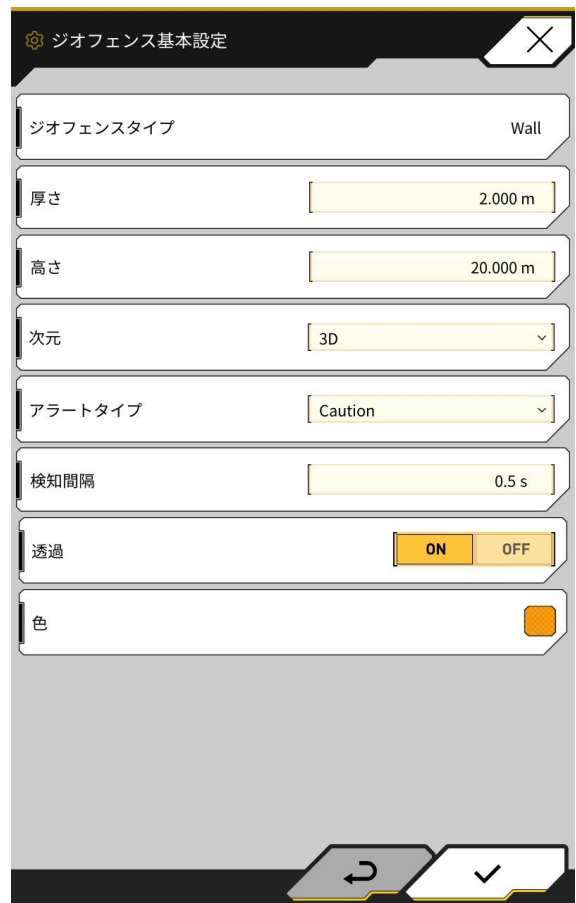 ジオフェンス基本設定
ジオフェンスタイプ Wall
厚さ 2.000 m
高さ 20.000 m
次元 3D
アラートタイプ Caution
検知間隔 0.5 s
透過 ON OFF
色